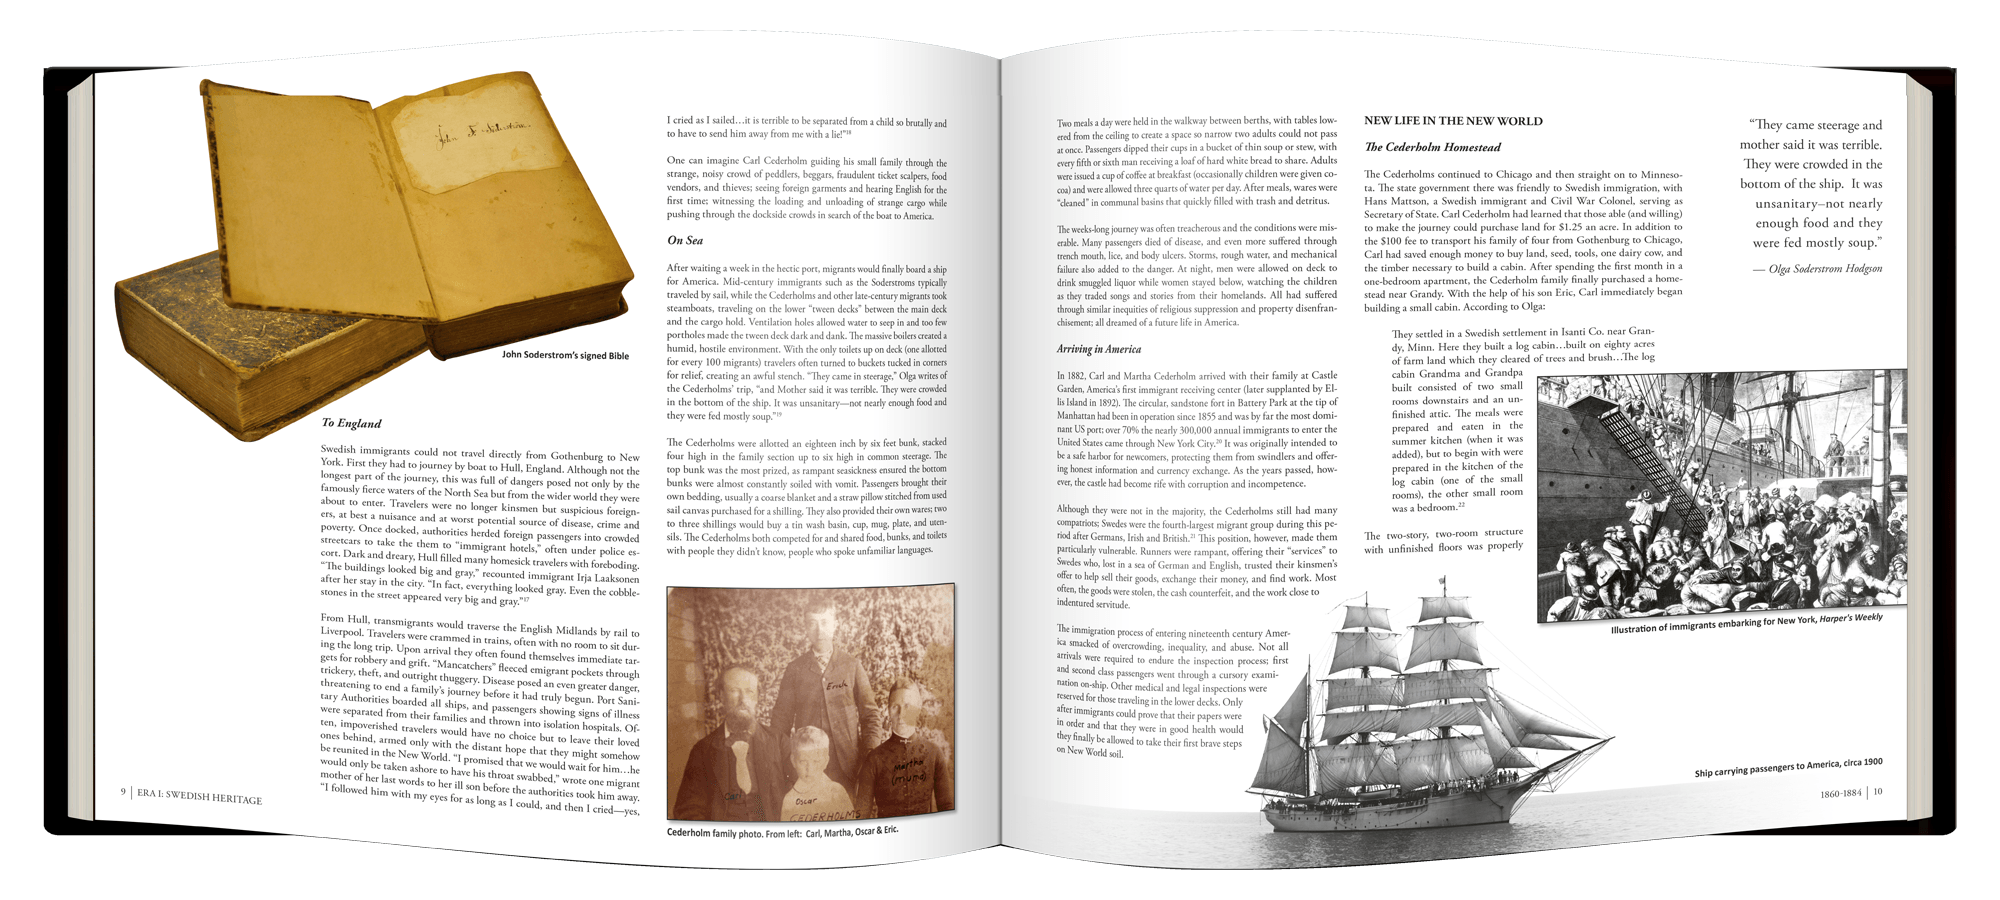 John F. Soderström
John Soderstrom's signed Bible
To England
Swedish immigrants could not travel directly from Gothenburg to New
York. First they had to journey by boat to Hull, England. Although not the
longest part of the journey, this was full of dangers posed not only by the
famously fierce waters of the North Sea but from the wider world they were
about to enter. Travelers were no longer kinsmen but suspicious foreign-
ers, at best a nuisance and at worst potential source of disease, crime and
poverty. Once docked, authorities herded foreign passengers into crowded
streetcars to take the them to "immigrant hotels," often under police es-
cort. Dark and dreary, Hull filled many homesick travelers with foreboding.
"The buildings looked big and gray," recounted immigrant Irja Laaksonen
after her stay in the city. "In fact, everything looked gray. Even the cobble-
stones in the street appeared very big and gray."17
From Hull, transmigrants would traverse the English Midlands by rail to
Liverpool. Travelers were crammed in trains, often with no room to sit dur-
ing the long trip. Upon arrival they often found themselves immediate tar-
gets for robbery and grift. "Mancatchers" fleeced emigrant pockets through
trickery, theft, and outright thuggery. Disease posed an even greater danger,
threatening to end a family's journey before it had truly begun. Port Sani-
tary Authorities boarded all ships, and passengers showing signs of illness
were separated from their families and thrown into isolation hospitals. Of-
ten, impoverished travelers would have no choice but to leave their loved
ones behind, armed only with the distant hope that they might somehow
be reunited in the New World. "I promised that we would wait for him…he
would only be taken ashore to have his throat swabbed," wrote one migrant
mother of her last words to her ill son before the authorities took him away.
"I followed him with my eyes for as long as I could, and then I cried—yes,
9 | ERA I: SWEDISH HERITAGE
I cried as I sailed…it is terrible to be separated from a child so brutally and
to have to send him away from me with a lie!"18
One can imagine Carl Cederholm guiding his small family through the
strange, noisy crowd of peddlers, beggars, fraudulent ticket scalpers, food
vendors, and thieves; seeing foreign garments and hearing English for the
first time; witnessing the loading and unloading of strange cargo while
pushing through the dockside crowds in search of the boat to America.
On Sea
After waiting a week in the hectic port, migrants would finally board a ship
for America. Mid-century immigrants such as the Soderstroms typically
traveled by sail, while the Cederholms and other late-century migrants took
steamboats, traveling on the lower "tween decks" between the main deck
and the cargo hold. Ventilation holes allowed water to seep in and too few
portholes made the tween deck dark and dank. The massive boilers created a
humid, hostile environment. With the only toilets up on deck (one allotted
for every 100 migrants) travelers often turned to buckets tucked in corners
for relief, creating an awful stench. "They came in steerage," Olga writes of
the Cederholms' trip, "and Mother said it was terrible. They were crowded
in the bottom of the ship. It was unsanitary—not nearly enough food and
they were fed mostly soup."19
The Cederholms were allotted an eighteen inch by six feet bunk, stacked
four high in the family section up to six high in common steerage. The
top bunk was the most prized, as rampant seasickness ensured the bottom
bunks were almost constantly soiled with vomit. Passengers brought their
own bedding, usually a coarse blanket and a straw pillow stitched from used
sail canvas purchased for a shilling. They also provided their own wares; two
to three shillings would buy a tin wash basin, cup, mug, plate, and uten-
sils. The Cederholms both competed for and shared food, bunks, and toilets
with people they didn't know, people who spoke unfamiliar languages.
Erick
Martha
(mumo)
Carl
Oscar
CEDERHOLMS
Cederholm family photo. From left: Carl, Martha, Oscar & Eric.
Two meals a day were held in the walkway between berths, with tables low-
ered from the ceiling to create a space so narrow two adults could not pass
at once. Passengers dipped their cups in a bucket of thin soup or stew, with
every fifth or sixth man receiving a loaf of hard white bread to share. Adults
were issued a cup of coffee at breakfast (occasionally children were given co-
coa) and were allowed three quarts of water per day. After meals, wares were
"cleaned" in communal basins that quickly filled with trash and detritus.
The weeks-long journey was often treacherous and the conditions were mis-
erable. Many passengers died of disease, and even more suffered through
trench mouth, lice, and body ulcers. Storms, rough water, and mechanical
failure also added to the danger. At night, men were allowed on deck to
drink smuggled liquor while women stayed below, watching the children
as they traded songs and stories from their homelands. All had suffered
through similar inequities of religious suppression and property disenfran-
chisement; all dreamed of a future life in America.
Arriving in America
In 1882, Carl and Martha Cederholm arrived with their family at Castle
Garden, America's first immigrant receiving center (later supplanted by El-
lis Island in 1892). The circular, sandstone fort in Battery Park at the tip of
Manhattan had been in operation since 1855 and was by far the most domi-
nant US port; over 70% the nearly 300,000 annual immigrants to enter the
United States came through New York City.20 It was originally intended to
be a safe harbor for newcomers, protecting them from swindlers and offer-
ing honest information and currency exchange. As the years passed, how-
ever, the castle had become rife with corruption and incompetence.
Although they were not in the majority, the Cederholms still had many
compatriots; Swedes were the fourth-largest migrant group during this pe-
riod after Germans, Irish and British.21 This position, however, made them
particularly vulnerable. Runners were rampant, offering their "services" to
Swedes who, lost in a sea of German and English, trusted their kinsmen's
offer to help sell their goods, exchange their money, and find work. Most
often, the goods were stolen, the cash counterfeit, and the work close to
indentured servitude.
The immigration process of entering nineteenth century Amer-
ica smacked of overcrowding, inequality, and abuse. Not all
arrivals were required to endure the inspection process; first
and second class passengers went through a cursory exami-
nation on-ship. Other medical and legal inspections were
reserved for those traveling in the lower decks. Only
after immigrants could prove that their papers were
in order and that they were in good health would
they finally be allowed to take their first brave steps
on New World soil.
NEW LIFE IN THE NEW WORLD
The Cederholm Homestead
The Cederholms continued to Chicago and then straight on to Minneso-
ta. The state government there was friendly to Swedish immigration, with
Hans Mattson, a Swedish immigrant and Civil War Colonel, serving as
Secretary of State. Carl Cederholm had learned that those able (and willing)
to make the journey could purchase land for $1.25 an acre. In addition to
the $100 fee to transport his family of four from Gothenburg to Chicago,
Carl had saved enough money to buy land, seed, tools, one dairy cow, and
the timber necessary to build a cabin. After spending the first month in a
one-bedroom apartment, the Cederholm family finally purchased a home-
stead near Grandy. With the help of his son Eric, Carl immediately began
building a small cabin. According to Olga:
They settled in a Swedish settlement in Isanti Co. near Gran-
dy, Minn. Here they built a log cabin…built on eighty acres
of farm land which they cleared of trees and brush…The log
cabin Grandma and Grandpa
built consisted of two small
rooms downstairs and an un-
finished attic. The meals were
prepared and eaten in the
summer kitchen (when it was
added), but to begin with were
prepared in the kitchen of the
log cabin (one of the small
rooms), the other small room
was a bedroom.22
The two-story, two-room structure
with unfinished floors was properly
"They came steerage and
mother said it was terrible.
They were crowded in the
bottom of the ship. It was
unsanitary–not nearly
enough food and they
were fed mostly soup."
— Olga Soderstrom Hodgson
Illustration of immigrants embarking for New York, Harper's Weekly
Ship carrying passengers to America, circa 1900
1860-1884 | 10